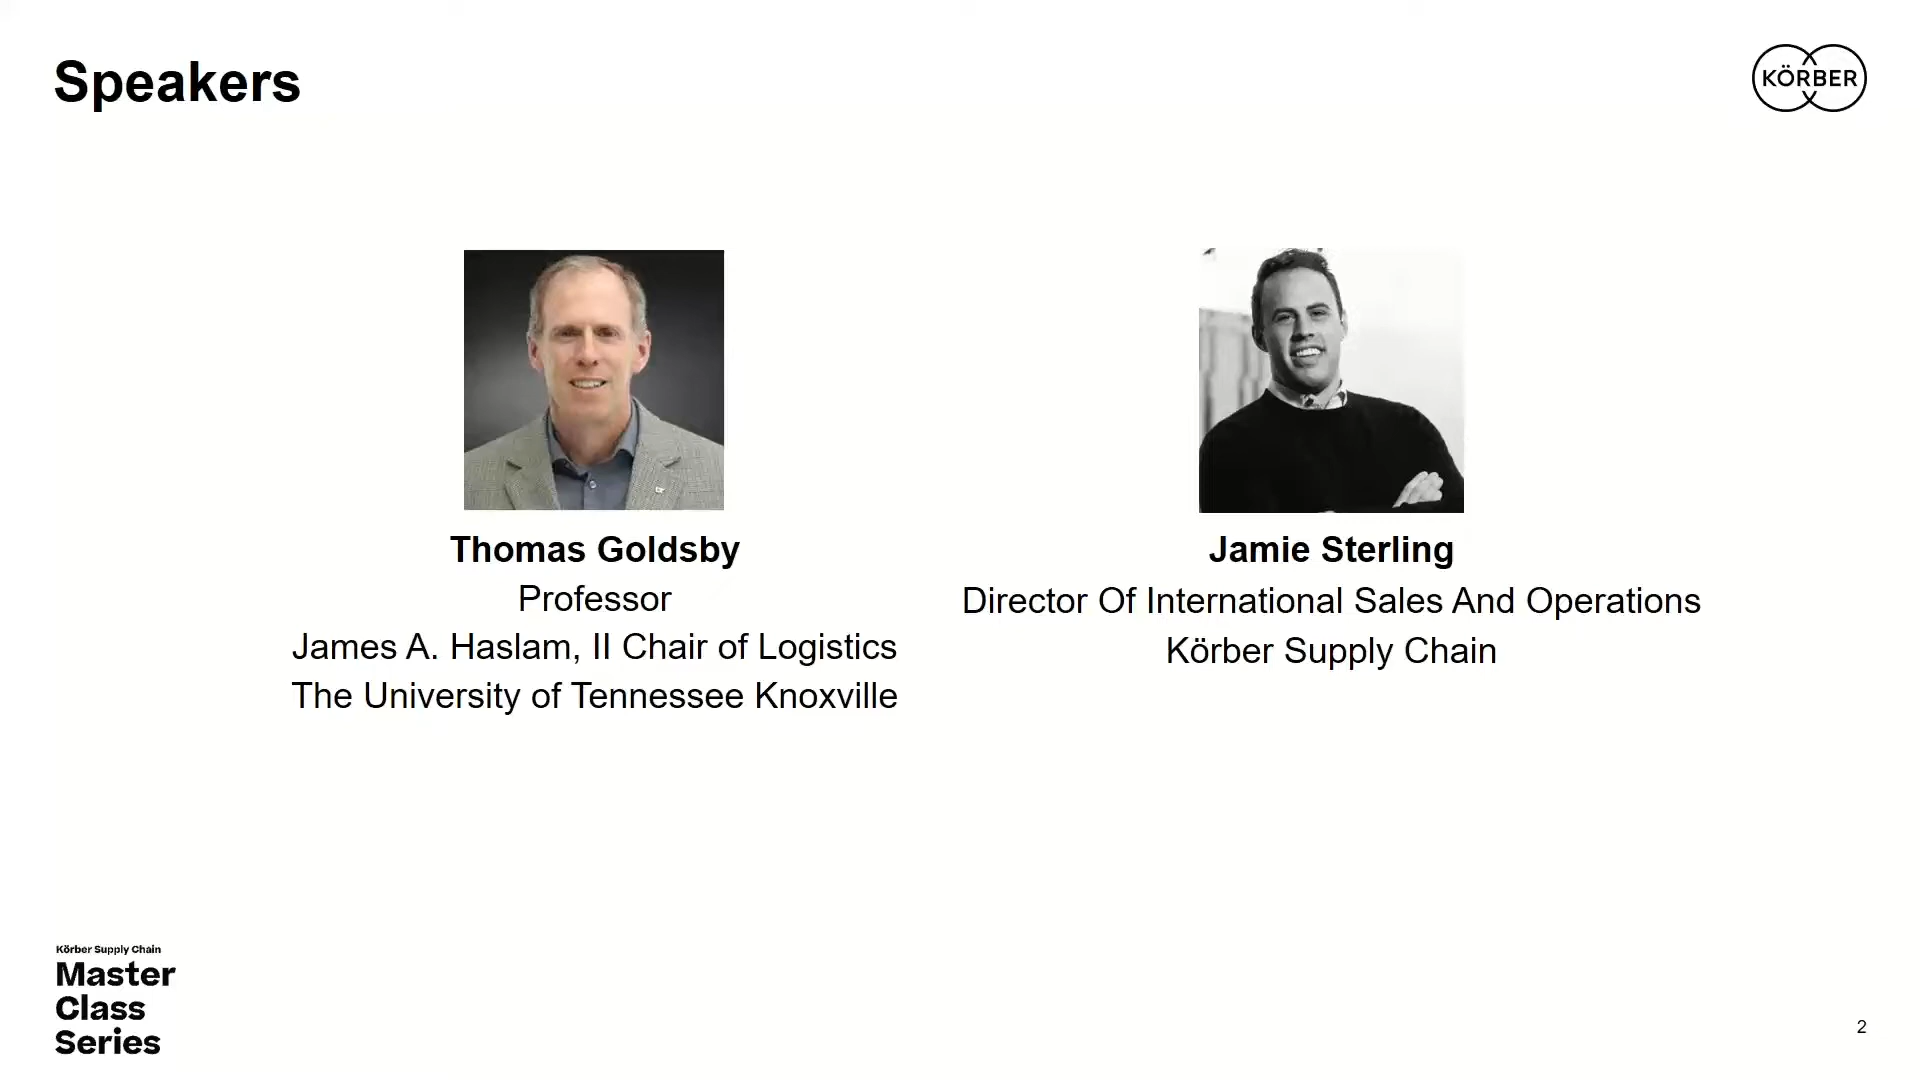 Speakers
KÖRBER
Thomas Goldsby
Professor
James A. Haslam, II Chair of Logistics
The University of Tennessee Knoxville
Jamie Sterling
Director Of International Sales And Operations
Körber Supply Chain
Körber Supply Chain
Master
Class
Series
2